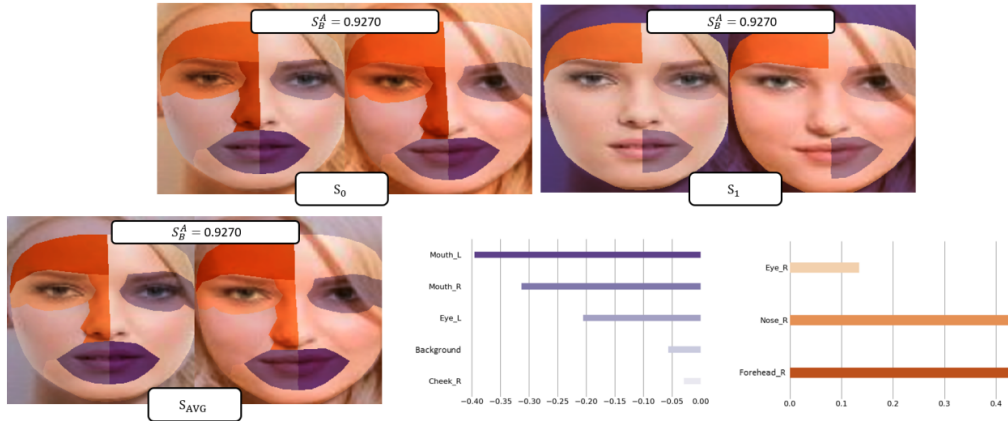 S_B^A = 0.9270
S_0
S_B^A = 0.9270
S_1
S_B^A = 0.9270
S_AVG
Mouth_L
Mouth_R
Eye_L
Background
Cheek_R
−0.40 −0.35 −0.30 −0.25 −0.20 −0.15 −0.10 −0.05 0.00
Eye_R
Nose_R
Forehead_R
0.0 0.1 0.2 0.3 0.4